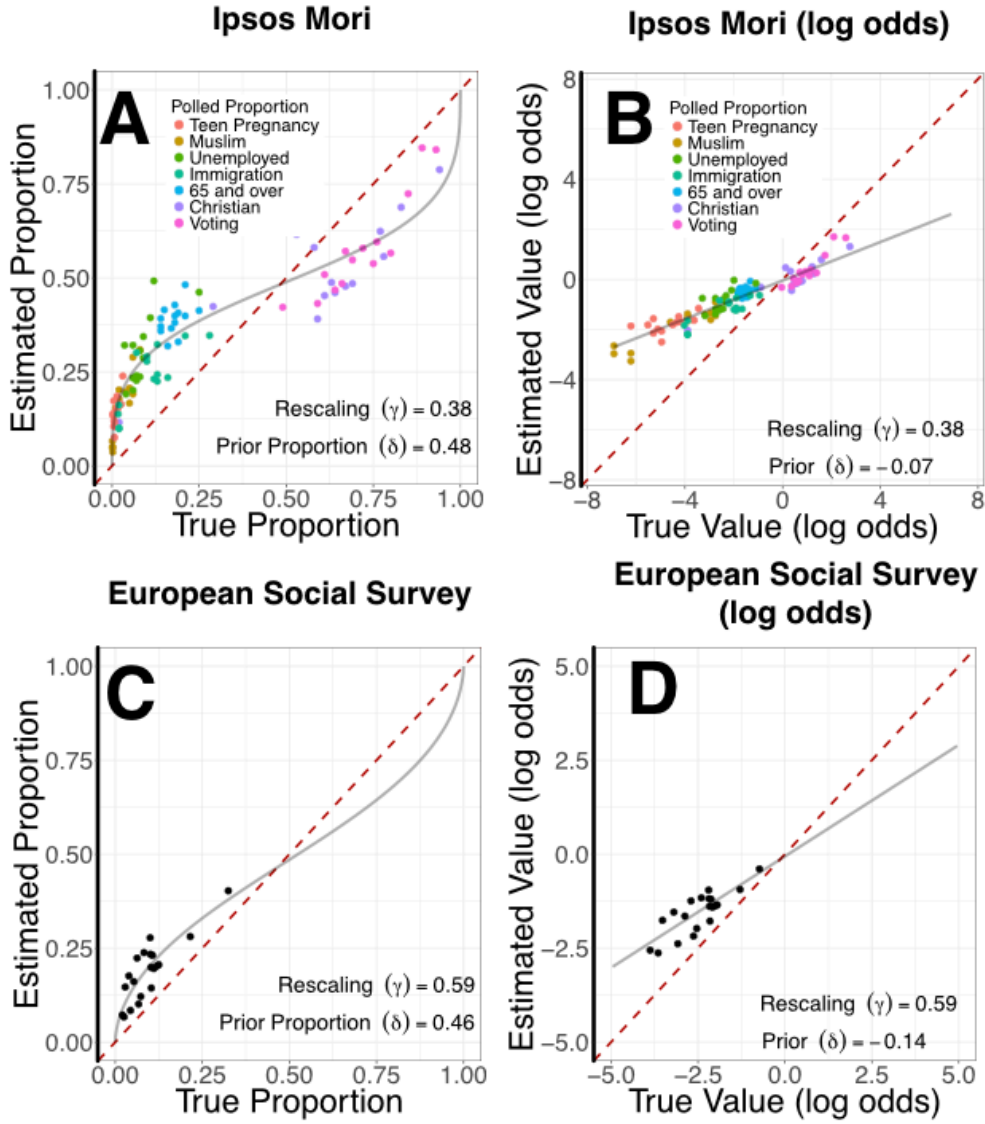 Ipsos Mori
A
Polled Proportion
Teen Pregnancy
Muslim
Unemployed
Immigration
65 and over
Christian
Voting
Estimated Proportion
1.00
0.75
0.50
0.25
0.00
Rescaling (γ) = 0.38
Prior Proportion (δ) = 0.48
0.00 0.25 0.50 0.75 1.00
True Proportion
Ipsos Mori (log odds)
B
Polled Proportion
Teen Pregnancy
Muslim
Unemployed
Immigration
65 and over
Christian
Voting
Estimated Value (log odds)
8
4
0
−4
−8
Rescaling (γ) = 0.38
Prior (δ) = −0.07
−8 −4 0 4 8
True Value (log odds)
European Social Survey
C
Estimated Proportion
1.00
0.75
0.50
0.25
0.00
Rescaling (γ) = 0.59
Prior Proportion (δ) = 0.46
0.00 0.25 0.50 0.75 1.00
True Proportion
European Social Survey
(log odds)
D
Estimated Value (log odds)
5.0
2.5
0.0
−2.5
−5.0
Rescaling (γ) = 0.59
Prior (δ) = −0.14
−5.0 −2.5 0.0 2.5 5.0
True Value (log odds)